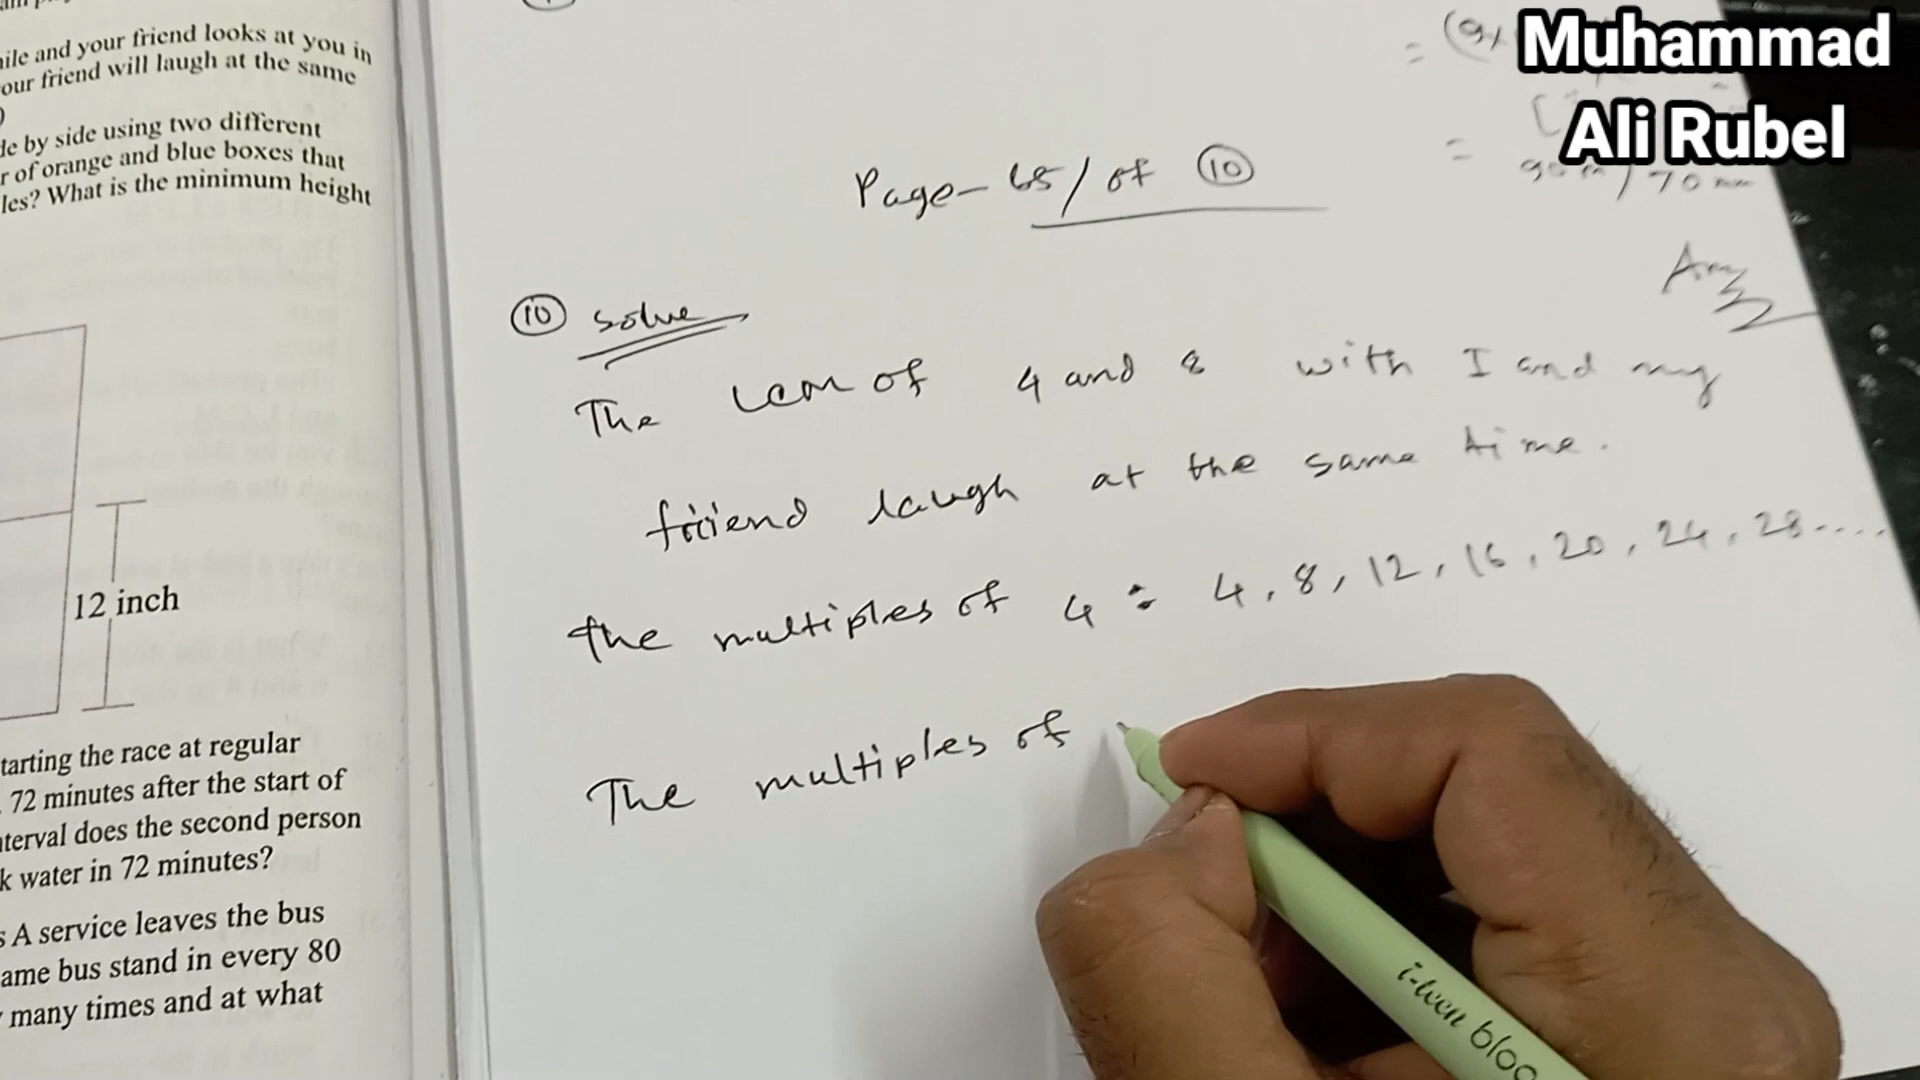 ile and your friend looks at you in
our friend will laugh at the same
de by side using two different
r of orange and blue boxes that
les? What is the minimum height
12 inch
tarting the race at regular
72 minutes after the start of
nterval does the second person
k water in 72 minutes?
s A service leaves the bus
ame bus stand in every 80
many times and at what
Muhammad
Ali Rubel
Page-65/ of 10
10 solve
The LCM of 4 and 8 with I and my
friend laugh at the same time.
the multiples of 4 : 4, 8, 12, 16, 20, 24, 28....
The multiples of
i-ween bloo